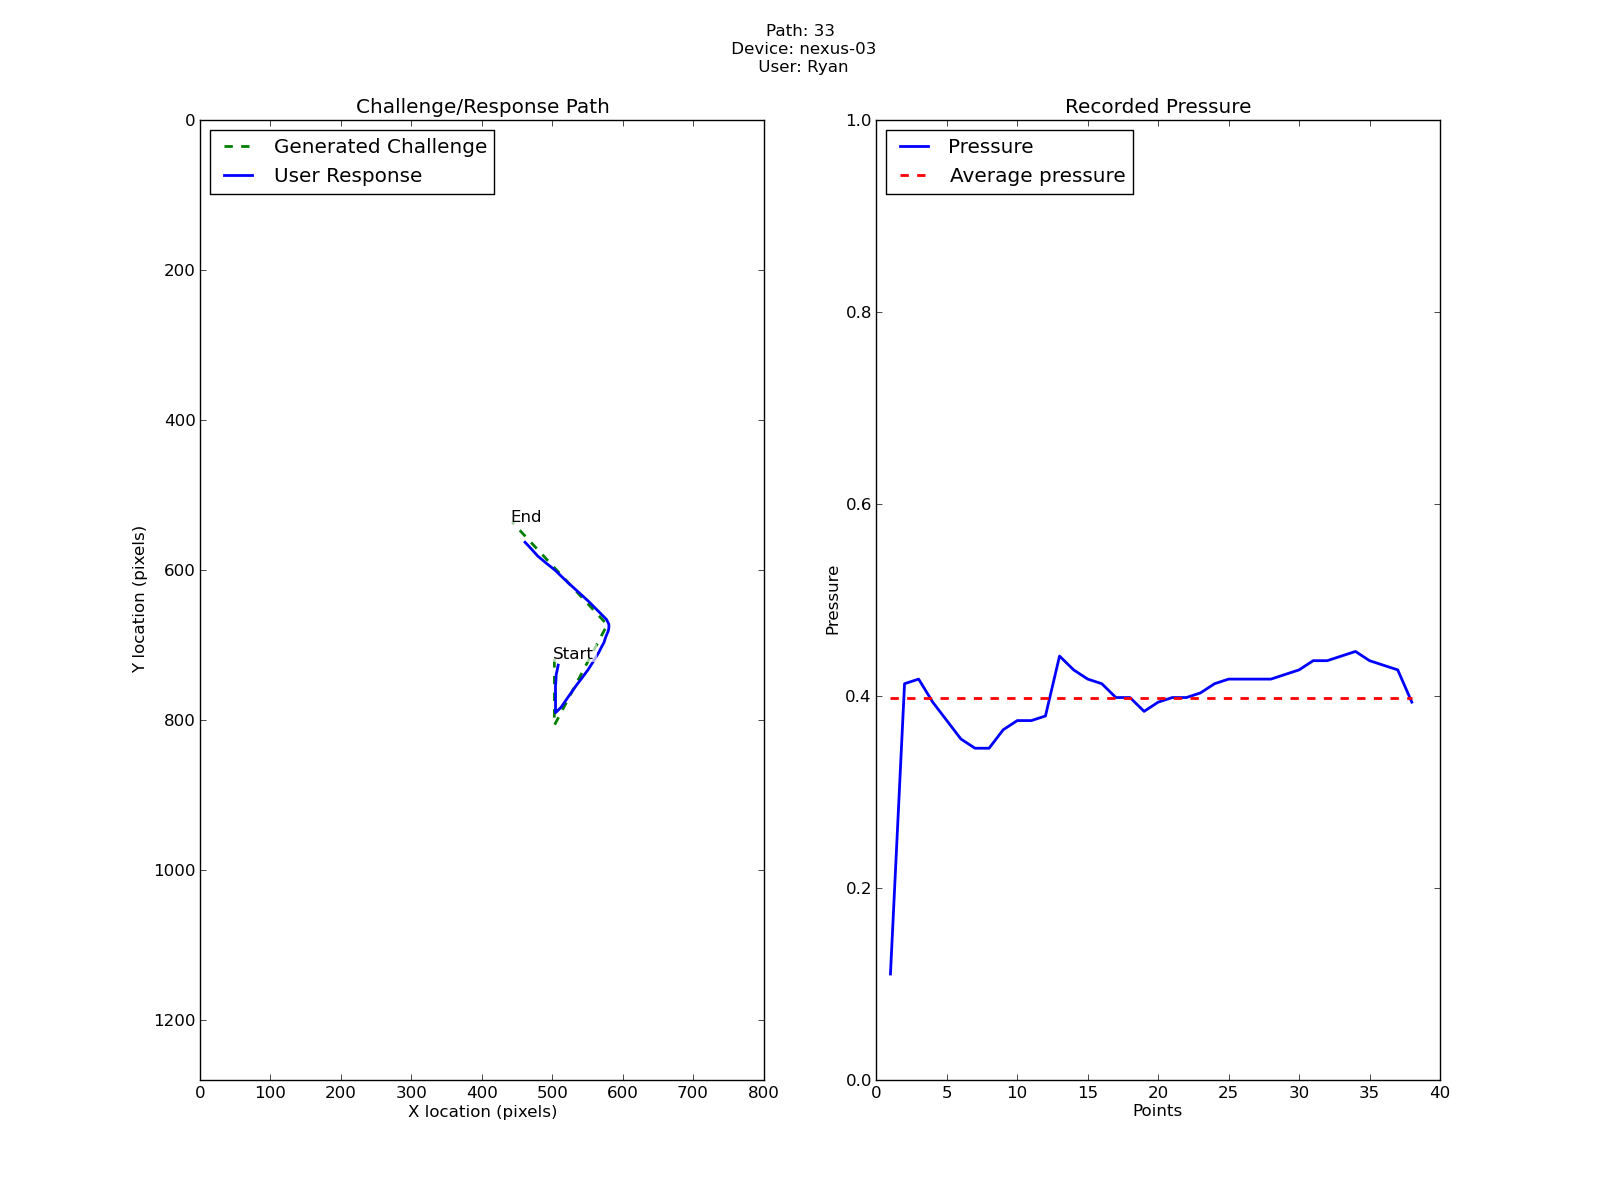 Path: 33
Device: nexus-03
User: Ryan
Challenge/Response Path
Generated Challenge
User Response
0
200
400
600
800
1000
1200
Y location (pixels)
End
Start
0 100 200 300 400 500 600 700 800
X location (pixels)
Recorded Pressure
Pressure
Average pressure
1.0
0.8
0.6
0.4
0.2
0.0
Pressure
0 5 10 15 20 25 30 35 40
Points